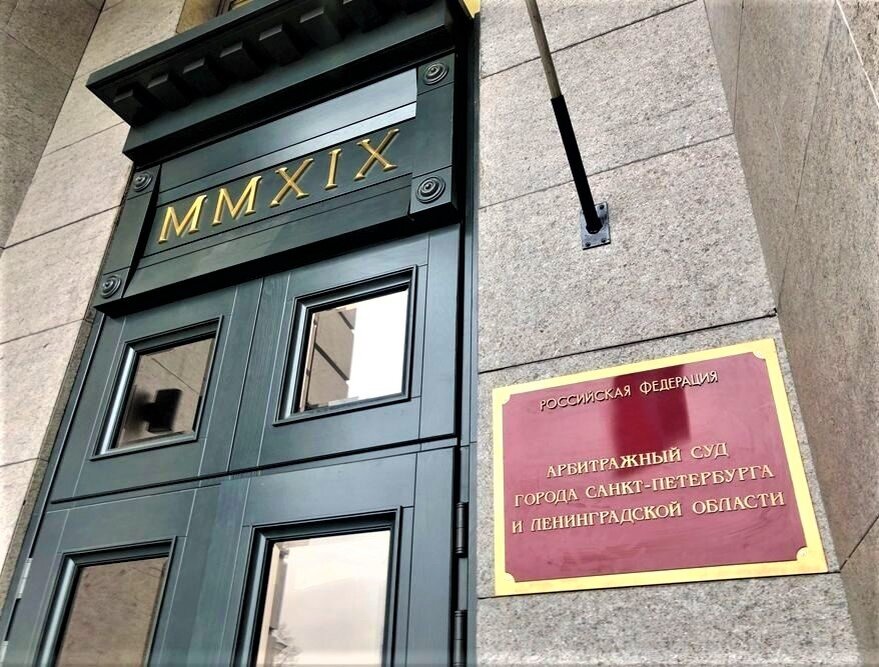 MMXIX
РОССИЙСКАЯ ФЕДЕРАЦИЯ
АРБИТРАЖНЫЙ СУД
ГОРОДА САНКТ-ПЕТЕРБУРГА
И ЛЕНИНГРАДСКОЙ ОБЛАСТИ